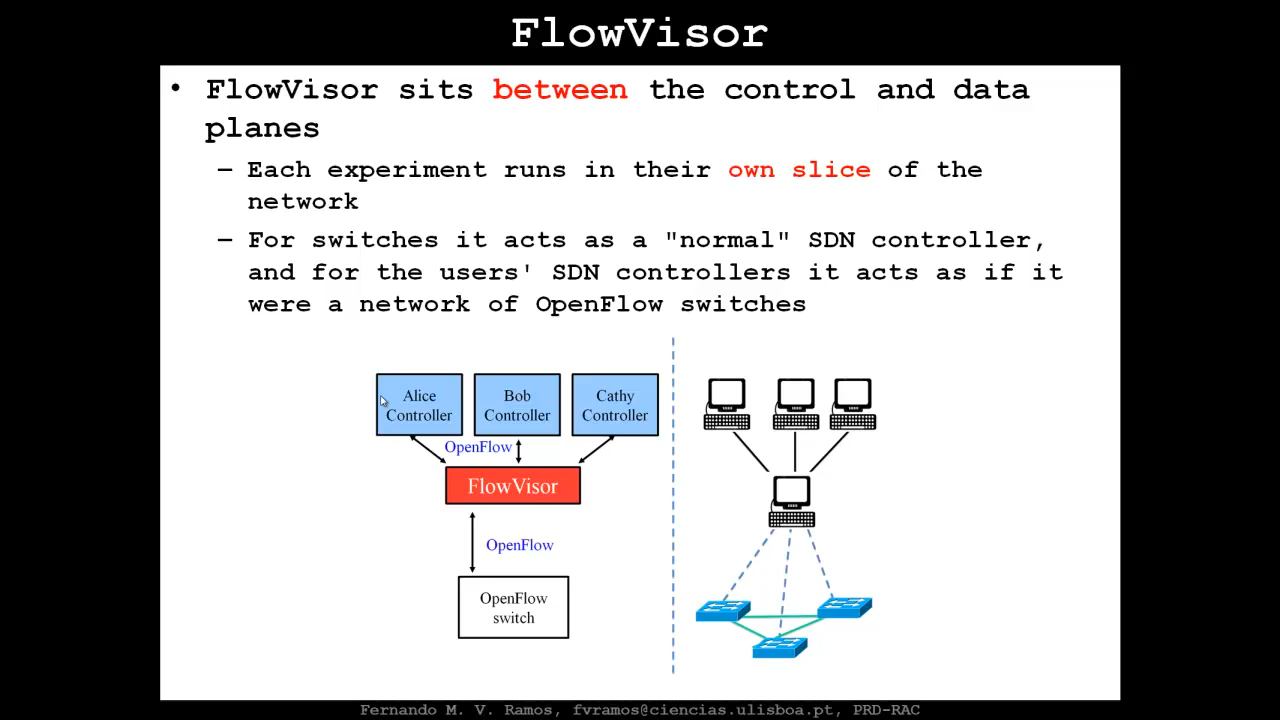 FlowVisor
• FlowVisor sits between the control and data
planes
– Each experiment runs in their own slice of the
network
– For switches it acts as a "normal" SDN controller,
and for the users' SDN controllers it acts as if it
were a network of OpenFlow switches
Alice
Controller
Bob
Controller
Cathy
Controller
OpenFlow
FlowVisor
OpenFlow
OpenFlow
switch
Fernando M. V. Ramos, fvramos@ciencias.ulisboa.pt, PRD-RAC